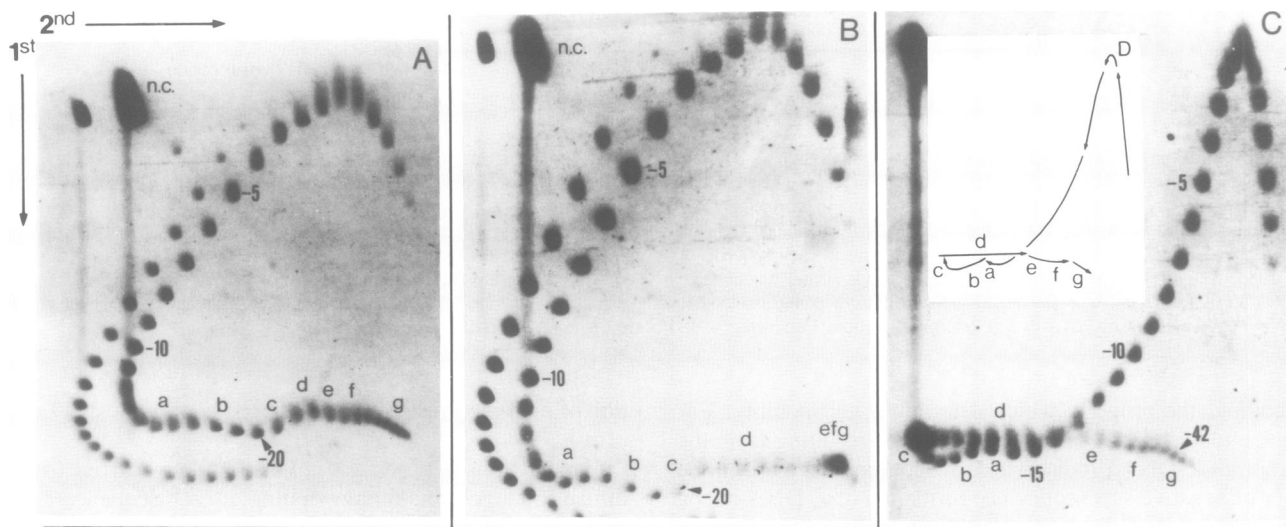 2nd
1st
A
n.c.
-5
-10
a b c d e f g
-20
B
n.c.
-5
-10
a b c d efg
-20
C
D
-5
d
c b a e f g
-10
d
c b a -15 e f g
-42